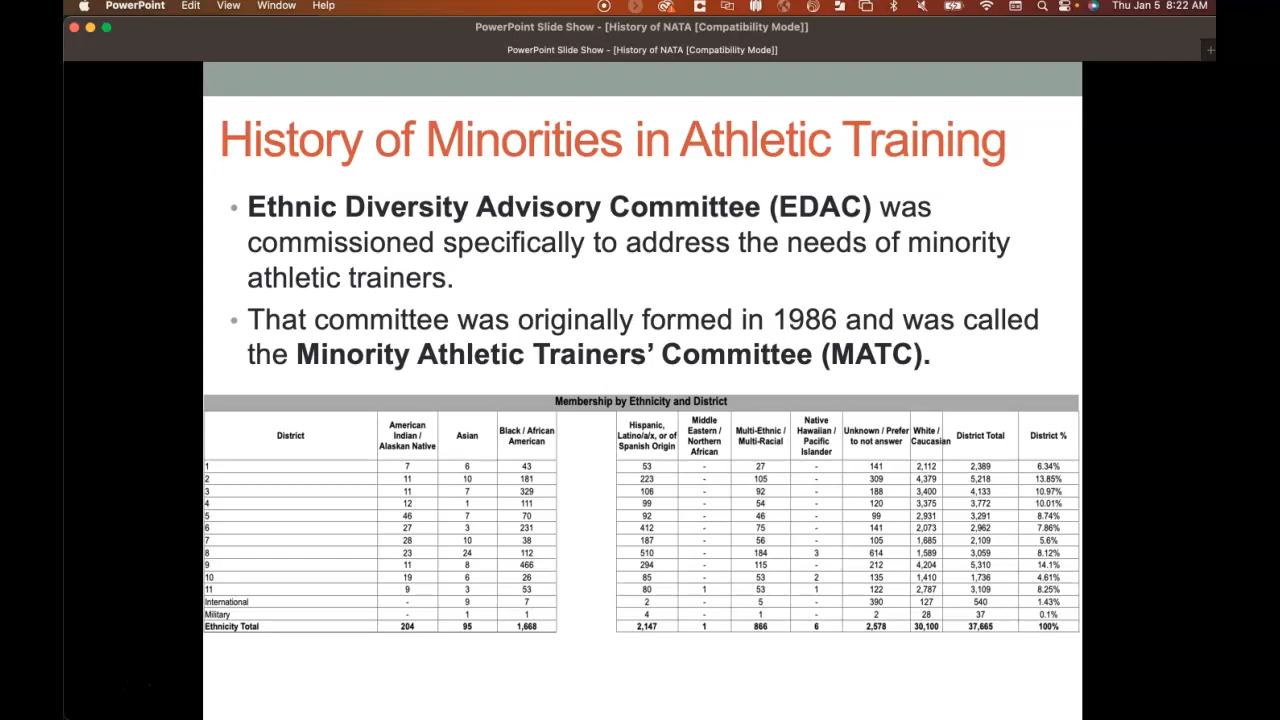 PowerPoint Edit View Window Help Thu Jan 5 8:22 AM
PowerPoint Slide Show - [History of NATA [Compatibility Mode]]
PowerPoint Slide Show - [History of NATA [Compatibility Mode]]
History of Minorities in Athletic Training
• Ethnic Diversity Advisory Committee (EDAC) was
commissioned specifically to address the needs of minority
athletic trainers.
• That committee was originally formed in 1986 and was called
the Minority Athletic Trainers’ Committee (MATC).
Membership by Ethnicity and District
District American Indian / Alaskan Native Asian Black / African American Hispanic, Latino/a/x, or of Spanish Origin Middle Eastern / Northern African Multi-Ethnic / Multi-Racial Native Hawaiian / Pacific Islander Unknown / Prefer to not answer White / Caucasian District Total District %
1 7 6 43 53 - 27 - 141 2,112 2,389 6.34%
2 11 10 181 223 - 105 - 309 4,379 5,218 13.85%
3 11 7 329 106 - 92 - 188 3,400 4,133 10.97%
4 12 1 111 99 - 54 - 120 3,375 3,772 10.01%
5 46 7 70 92 - 46 - 99 2,931 3,291 8.74%
6 27 3 231 412 - 75 - 141 2,073 2,962 7.86%
7 28 10 38 187 - 56 - 105 1,685 2,109 5.6%
8 23 24 112 510 - 184 3 614 1,589 3,059 8.12%
9 11 8 466 294 - 115 - 212 4,204 5,310 14.1%
10 19 6 26 85 - 53 2 135 1,410 1,736 4.61%
11 9 3 53 80 1 53 1 122 2,787 3,109 8.25%
International - 9 7 2 - 5 - 390 127 540 1.43%
Military - 1 1 4 - 1 - 2 28 37 0.1%
Ethnicity Total 204 95 1,668 2,147 1 866 6 2,578 30,100 37,665 100%